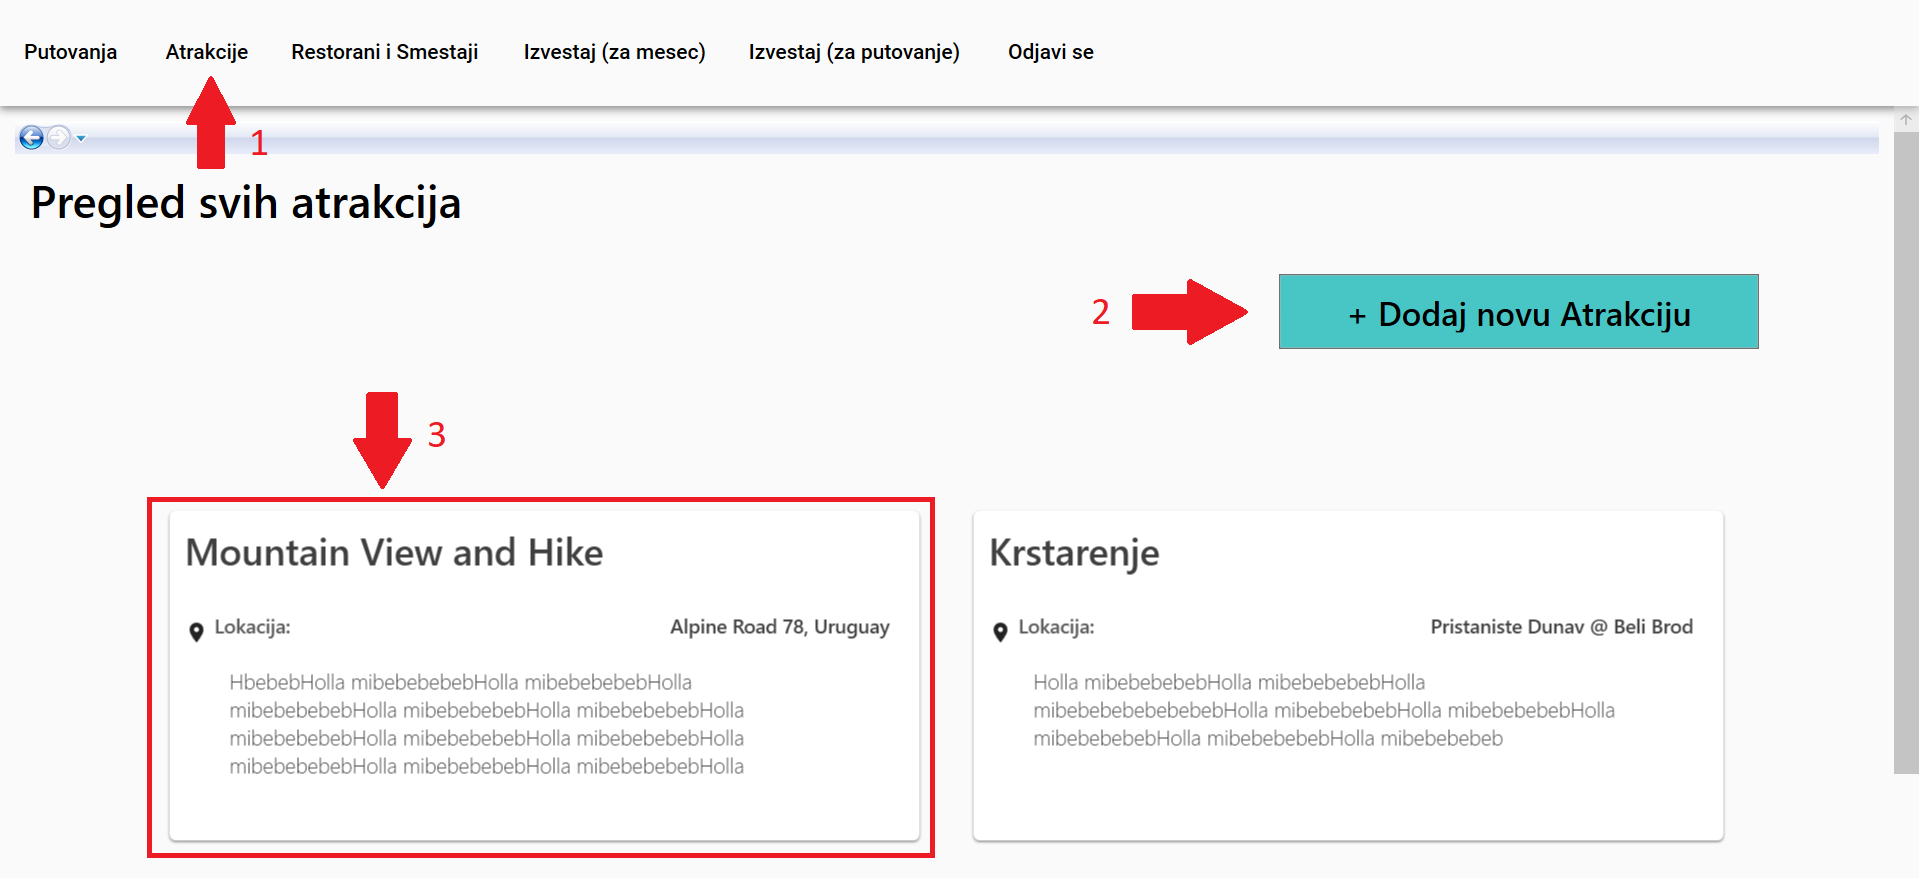 Putovanja Atrakcije Restorani i Smestaji Izvestaj (za mesec) Izvestaj (za putovanje) Odjavi se
1
Pregled svih atrakcija
2
+ Dodaj novu Atrakciju
3
Mountain View and Hike
Lokacija: Alpine Road 78, Uruguay
HbebebHolla mibebebebebHolla mibebebebebHolla
mibebebebebHolla mibebebebebHolla mibebebebebHolla
mibebebebebHolla mibebebebebHolla mibebebebebHolla
mibebebebebHolla mibebebebebHolla mibebebebebHolla
Krstarenje
Lokacija: Pristaniste Dunav @ Beli Brod
Holla mibebebebebHolla mibebebebebHolla
mibebebebebebebebHolla mibebebebebHolla mibebebebebHolla
mibebebebebHolla mibebebebebHolla mibebebebeb